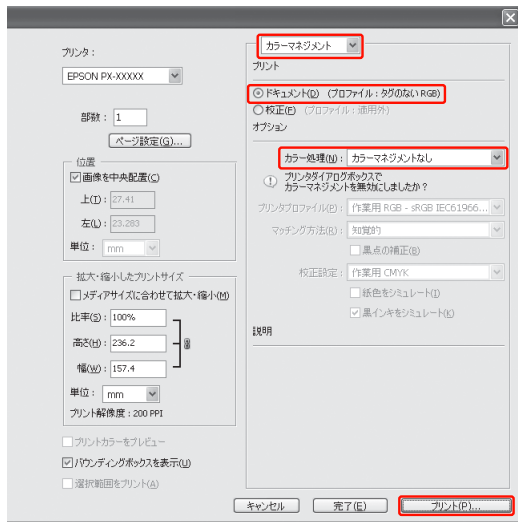 プリンタ：
EPSON PX-XXXXX
部数： 1
ページ設定(G)...
位置
画像を中央配置(C)
上(T)： 27.41
左(L)： 23.283
単位： mm
拡大・縮小したプリントサイズ
メディアサイズに合わせて拡大・縮小(M)
比率(S)： 100%
高さ(H)： 236.2
幅(W)： 157.4
単位： mm
プリント解像度：200 PPI
プリントカラーをプレビュー
バウンディングボックスを表示(U)
選択範囲をプリント(A)
カラーマネジメント
プリント
ドキュメント(D) (プロファイル：タグのない RGB)
校正(F) (プロファイル：適用外)
オプション
カラー処理(N)： カラーマネジメントなし
プリンタダイアログボックスで
カラーマネジメントを無効にしましたか？
プリンタプロファイル(P)： 作業用 RGB - sRGB IEC61966...
マッチング方法(R)： 知覚的
黒点の補正(B)
校正設定： 作業用 CMYK
紙色をシミュレート(I)
黒インキをシミュレート(K)
説明
キャンセル
完了(E)
プリント(P)...